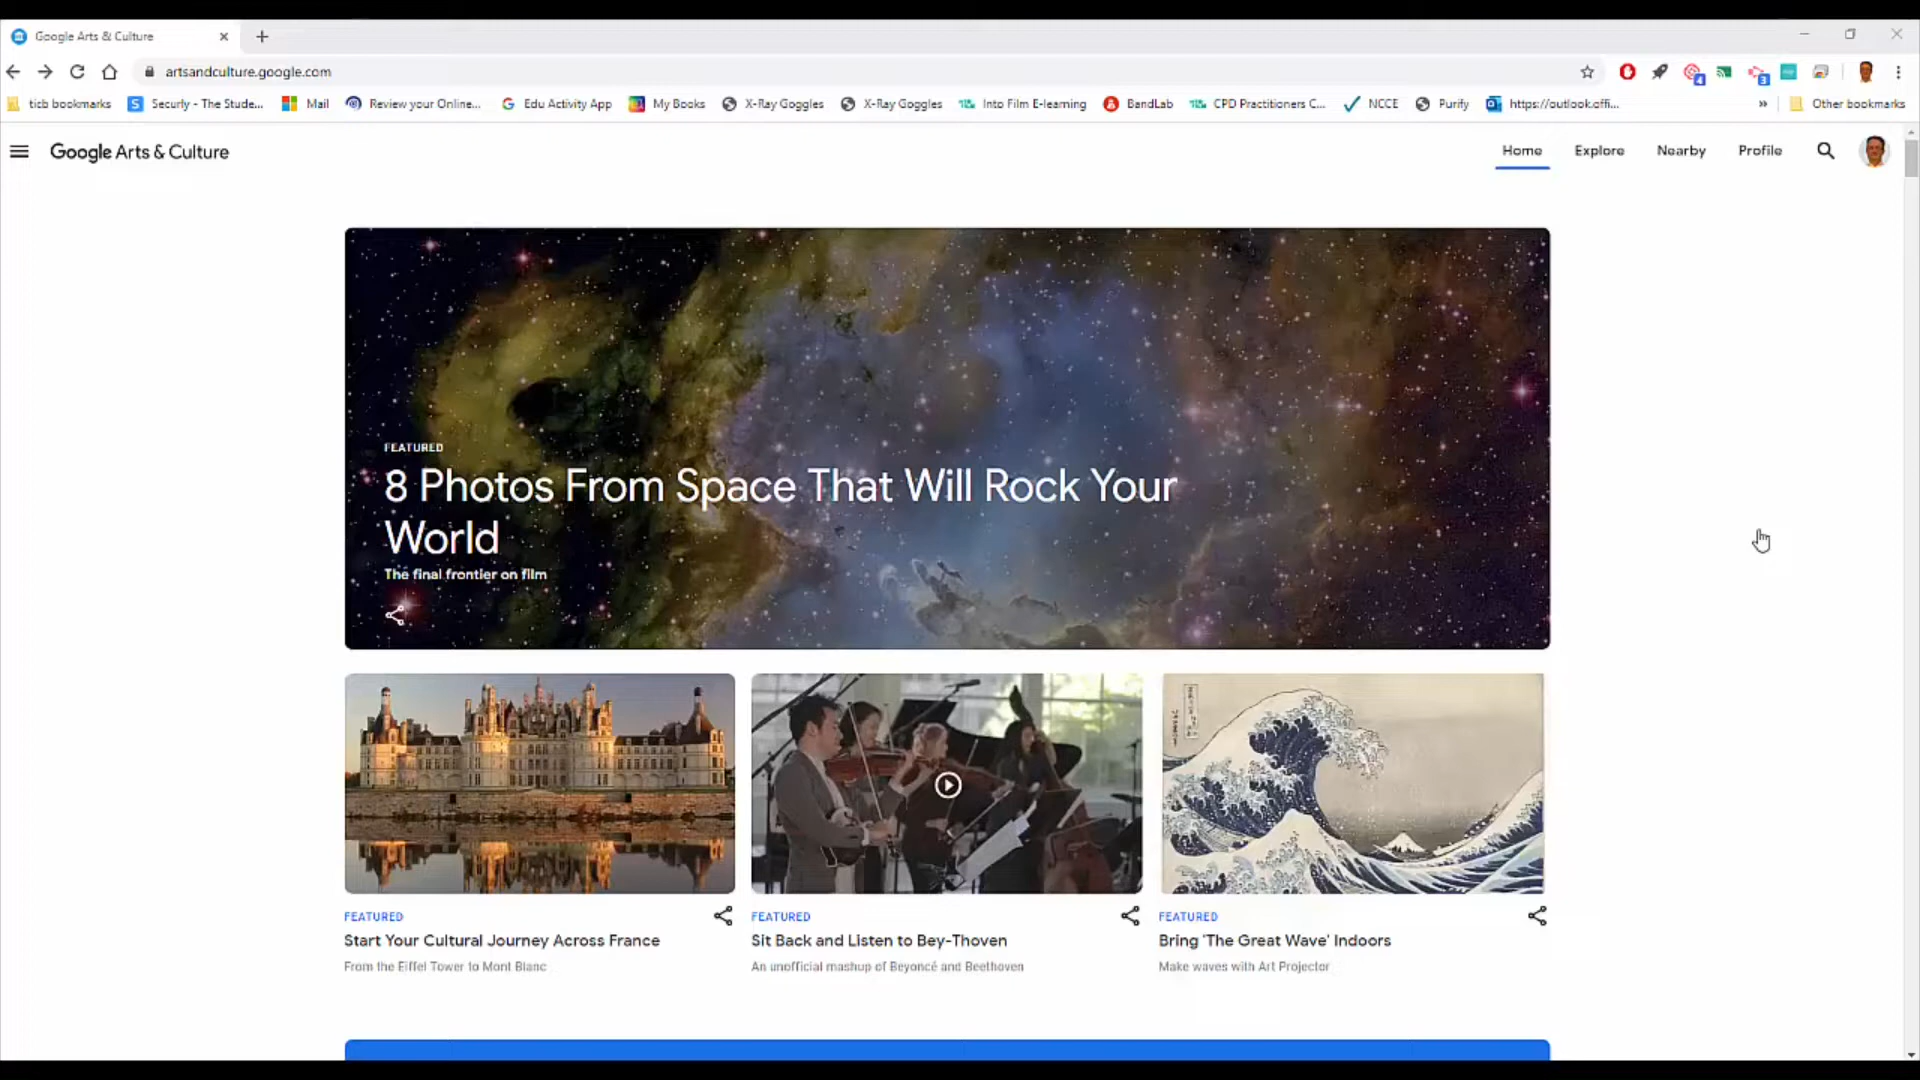 Google Arts & Culture
artsandculture.google.com
ticb bookmarks Securly - The Stude... Mail Review your Online... Edu Activity App My Books X-Ray Goggles X-Ray Goggles Into Film E-learning BandLab CPD Practitioners C... NCCE Purify https://outlook.offi... » Other bookmarks
Google Arts & Culture Home Explore Nearby Profile
FEATURED
8 Photos From Space That Will Rock Your
World
The final frontier on film
FEATURED
Start Your Cultural Journey Across France
From the Eiffel Tower to Mont Blanc
FEATURED
Sit Back and Listen to Bey-Thoven
An unofficial mashup of Beyoncé and Beethoven
FEATURED
Bring 'The Great Wave' Indoors
Make waves with Art Projector